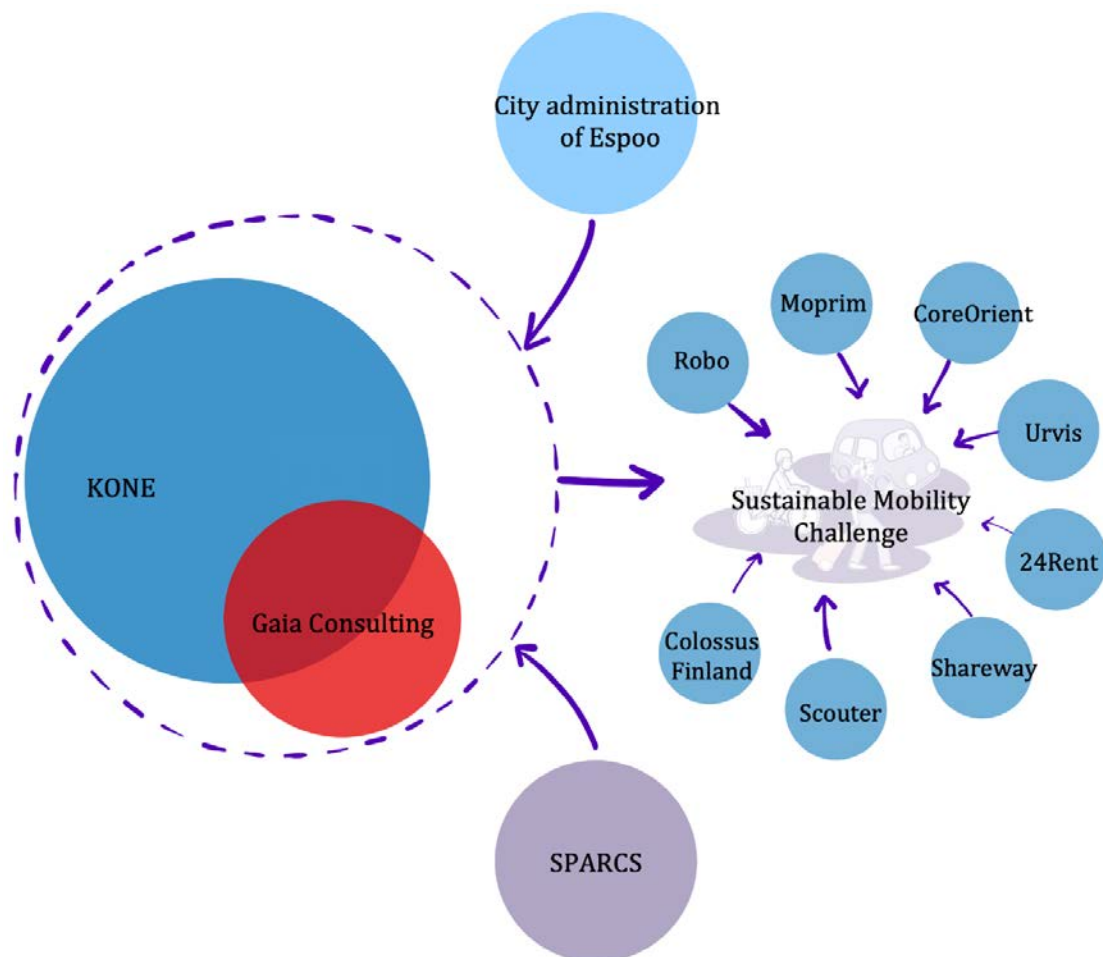 City administration
of Espoo
KONE
Gaia Consulting
SPARCS
Robo
Moprim
CoreOrient
Urvis
24Rent
Shareway
Scouter
Colossus
Finland
Sustainable Mobility
Challenge